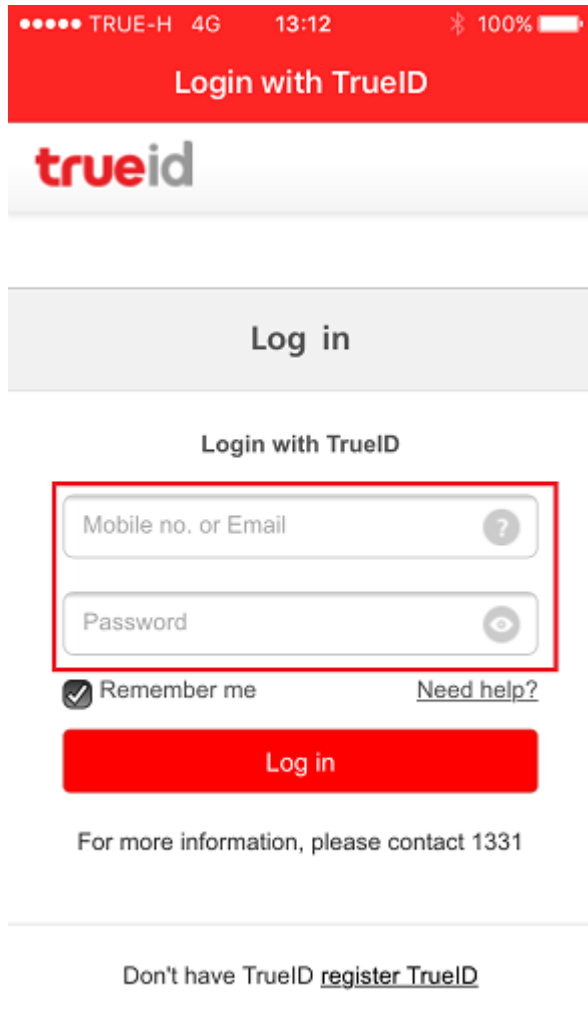 TRUE-H 4G 13:12 100%
Login with TrueID
trueid
Log in
Login with TrueID
Mobile no. or Email ?
Password
Remember me Need help?
Log in
For more information, please contact 1331
Don't have TrueID register TrueID